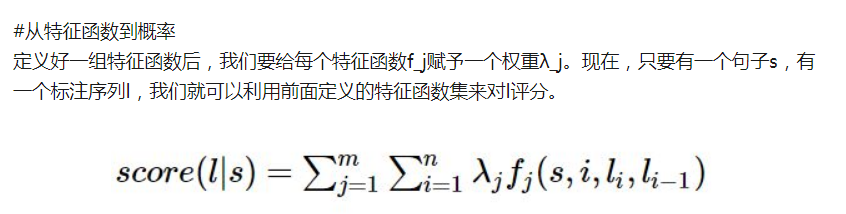 #从特征函数到概率
定义好一组特征函数后，我们要给每个特征函数f_j赋予一个权重λ_j。现在，只要有一个句子s，有
一个标注序列l，我们就可以利用前面定义的特征函数集来对l评分。
score(l|s) = ∑_{j=1}^{m} ∑_{i=1}^{n} λ_j f_j(s, i, l_i, l_{i−1})